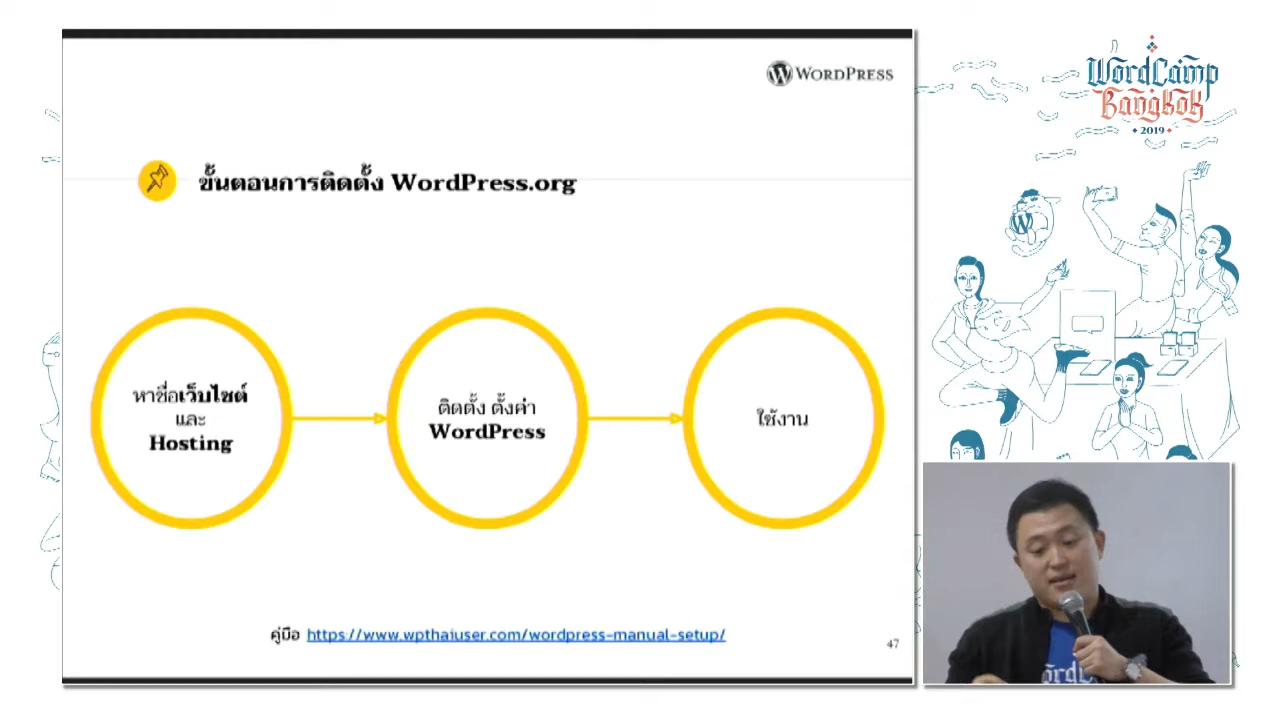 WORDPRESS
ขั้นตอนการติดตั้ง WordPress.org
หาชื่อเว็บไซต์
และ
Hosting
ติดตั้ง ตั้งค่า
WordPress
ใช้งาน
คู่มือ https://www.wpthaiuser.com/wordpress-manual-setup/
47
WordCamp
Bangkok
2019